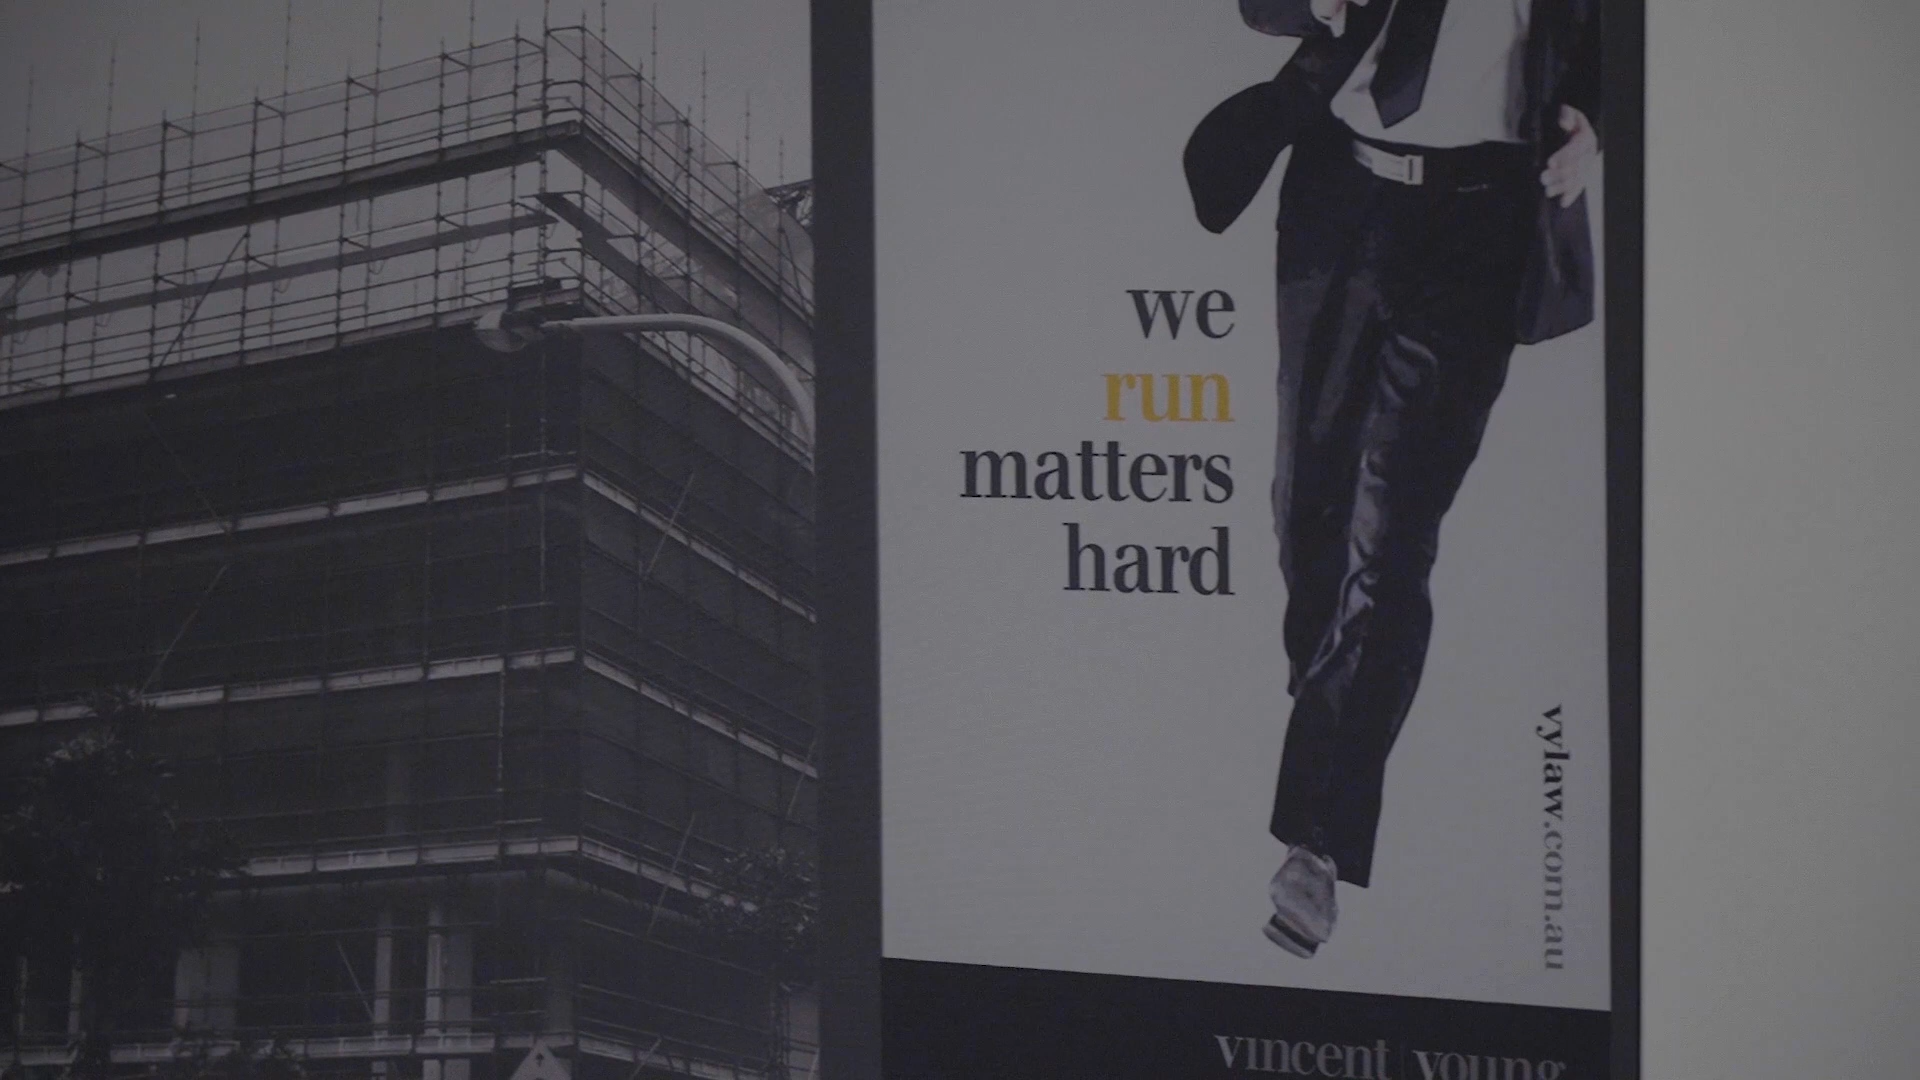 we
run
matters
hard
vylaw.com.au
vincent | young